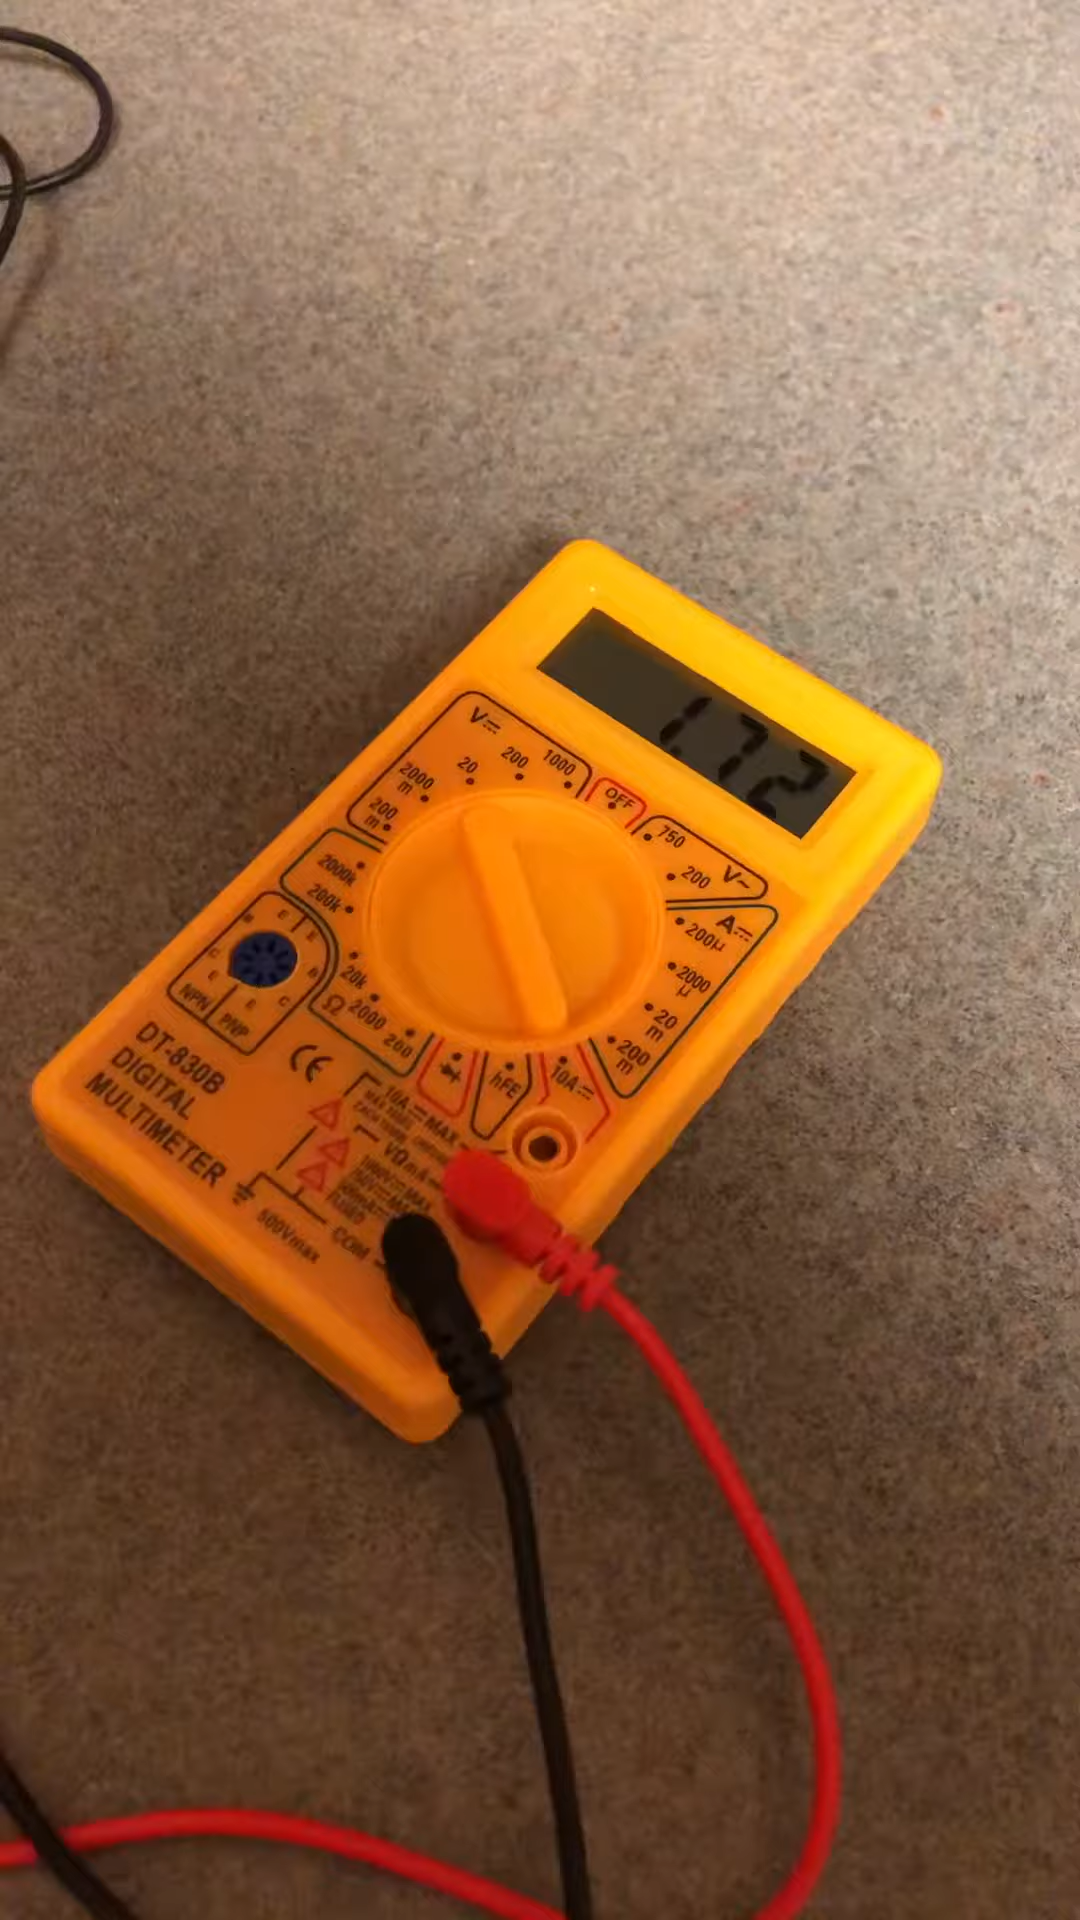 1.72
V⎓
1000
200
20
2000
m
200
m
OFF
750
200
V~
A⎓
200µ
2000
µ
20
m
200
m
2000k
200k
20k
Ω
2000
200
hFE
10A⎓
B
E
E
C
B
E
E
C
NPN
PNP
CE
DT-830B
DIGITAL
MULTIMETER
10A⎓MAX
VΩmA
500Vmax
COM